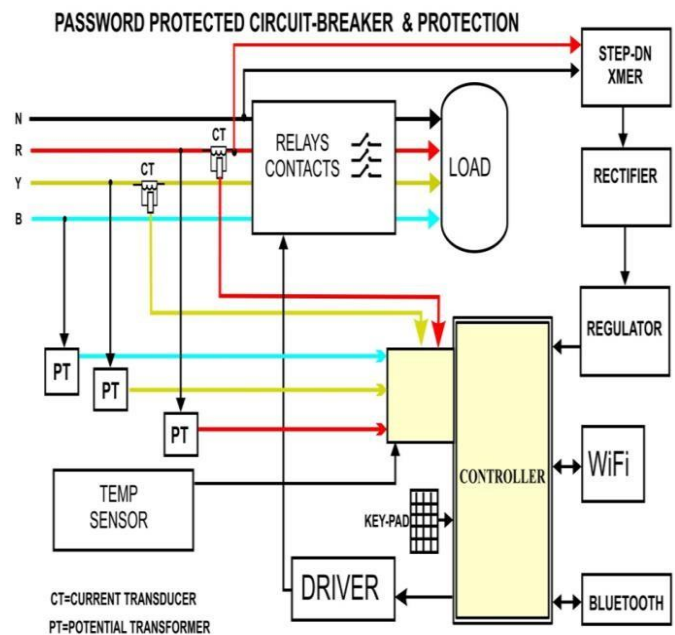 PASSWORD PROTECTED CIRCUIT-BREAKER & PROTECTION
STEP-DN
XMER
N
R
CT
Y
CT
B
RELAYS
CONTACTS
LOAD
RECTIFIER
REGULATOR
PT
PT
PT
TEMP
SENSOR
KEY-PAD
CONTROLLER
WiFi
DRIVER
BLUETOOTH
CT=CURRENT TRANSDUCER
PT=POTENTIAL TRANSFORMER